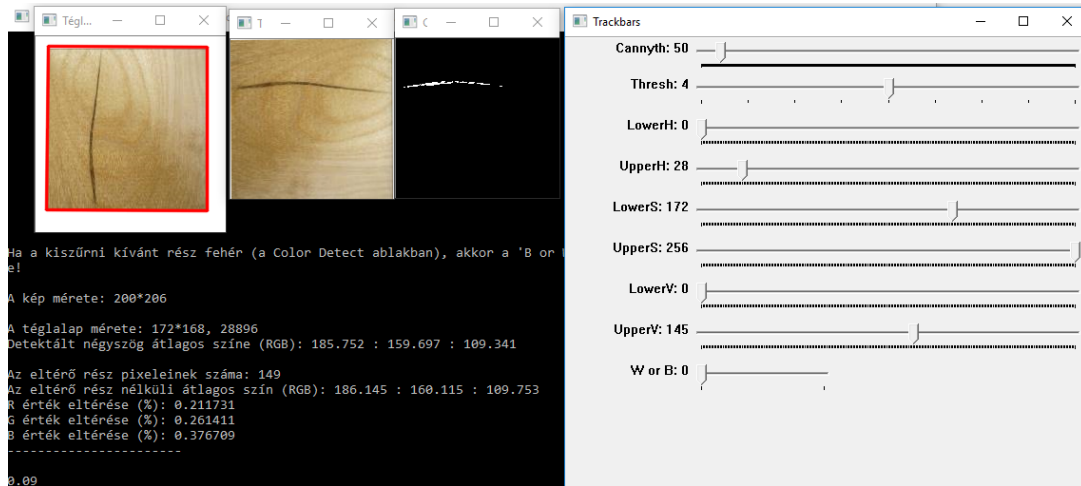 Tégl...
T
C
Trackbars
Cannyth: 50
Thresh: 4
LowerH: 0
UpperH: 28
LowerS: 172
UpperS: 256
LowerV: 0
UpperV: 145
W or B: 0
Ha a kiszűrni kívánt rész fehér (a Color Detect ablakban), akkor a 'B or
e!
A kép mérete: 200*206
A téglalap mérete: 172*168, 28896
Detektált négyszög átlagos színe (RGB): 185.752 : 159.697 : 109.341
Az eltérő rész pixeleinek száma: 149
Az eltérő rész nélküli átlagos szín (RGB): 186.145 : 160.115 : 109.753
R érték eltérése (%): 0.211731
G érték eltérése (%): 0.261411
B érték eltérése (%): 0.376709
-----------------------
0.09